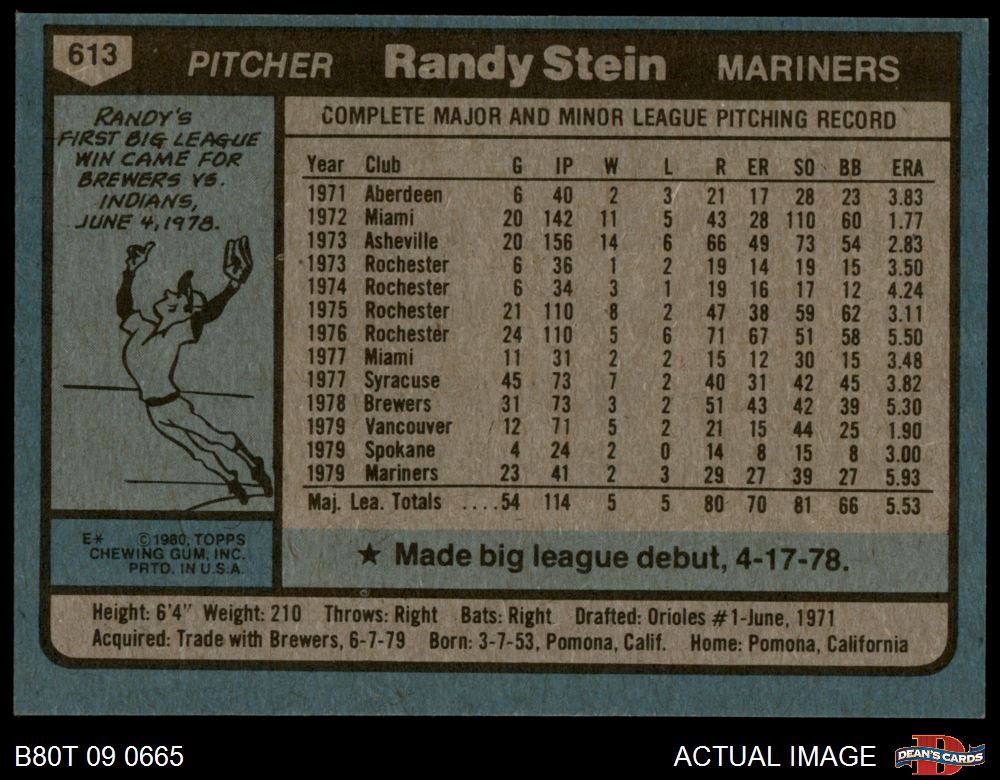 613 PITCHER Randy Stein MARINERS
RANDY'S
FIRST BIG LEAGUE
WIN CAME FOR
BREWERS VS.
INDIANS,
JUNE 4, 1978.
COMPLETE MAJOR AND MINOR LEAGUE PITCHING RECORD
Year Club G IP W L R ER SO BB ERA
1971 Aberdeen 6 40 2 3 21 17 28 23 3.83
1972 Miami 20 142 11 5 43 28 110 60 1.77
1973 Asheville 20 156 14 6 66 49 73 54 2.83
1973 Rochester 6 36 1 2 19 14 19 15 3.50
1974 Rochester 6 34 3 1 19 16 17 12 4.24
1975 Rochester 21 110 8 2 47 38 59 62 3.11
1976 Rochester 24 110 5 6 71 67 51 58 5.50
1977 Miami 11 31 2 2 15 12 30 15 3.48
1977 Syracuse 45 73 7 2 40 31 42 45 3.82
1978 Brewers 31 73 3 2 51 43 42 39 5.30
1979 Vancouver 12 71 5 2 21 15 44 25 1.90
1979 Spokane 4 24 2 0 14 8 15 8 3.00
1979 Mariners 23 41 2 3 29 27 39 27 5.93
Maj. Lea. Totals ....54 114 5 5 80 70 81 66 5.53
E* © 1980, TOPPS
CHEWING GUM, INC.
PRTD. IN U.S.A.
★ Made big league debut, 4-17-78.
Height: 6'4" Weight: 210 Throws: Right Bats: Right Drafted: Orioles #1-June, 1971
Acquired: Trade with Brewers, 6-7-79 Born: 3-7-53, Pomona, Calif. Home: Pomona, California
B80T 09 0665 ACTUAL IMAGE D DEAN'S CARDS